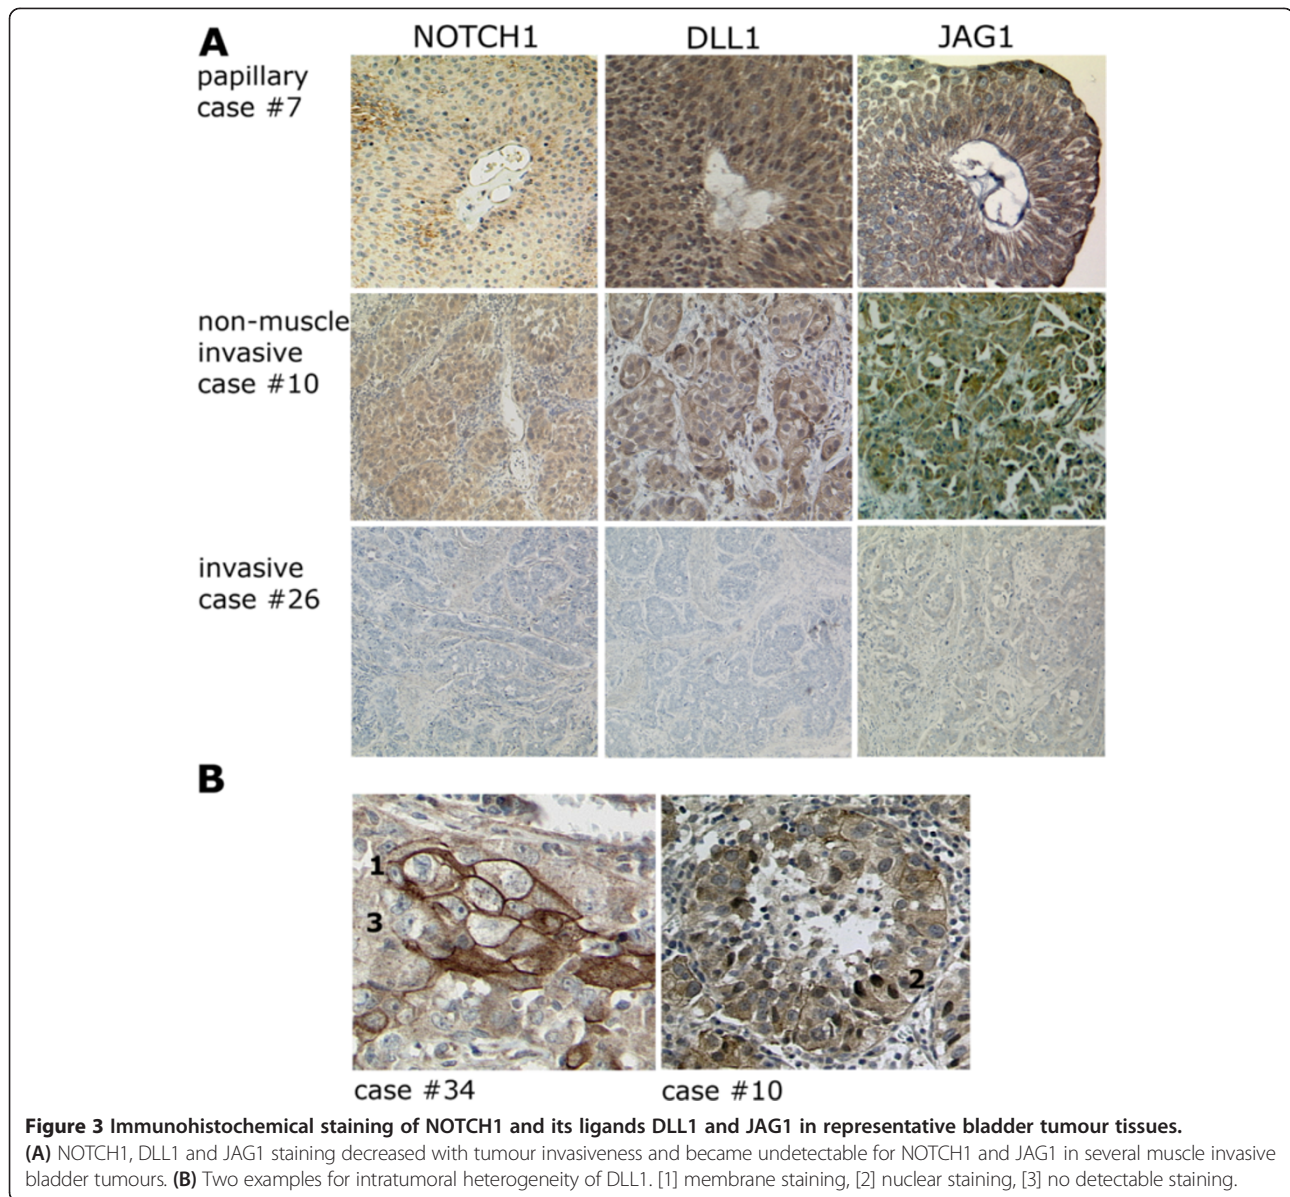 A
NOTCH1 DLL1 JAG1
papillary
case #7
non-muscle
invasive
case #10
invasive
case #26
B
1
3
2
case #34 case #10
Figure 3 Immunohistochemical staining of NOTCH1 and its ligands DLL1 and JAG1 in representative bladder tumour tissues.
(A) NOTCH1, DLL1 and JAG1 staining decreased with tumour invasiveness and became undetectable for NOTCH1 and JAG1 in several muscle invasive
bladder tumours. (B) Two examples for intratumoral heterogeneity of DLL1. [1] membrane staining, [2] nuclear staining, [3] no detectable staining.